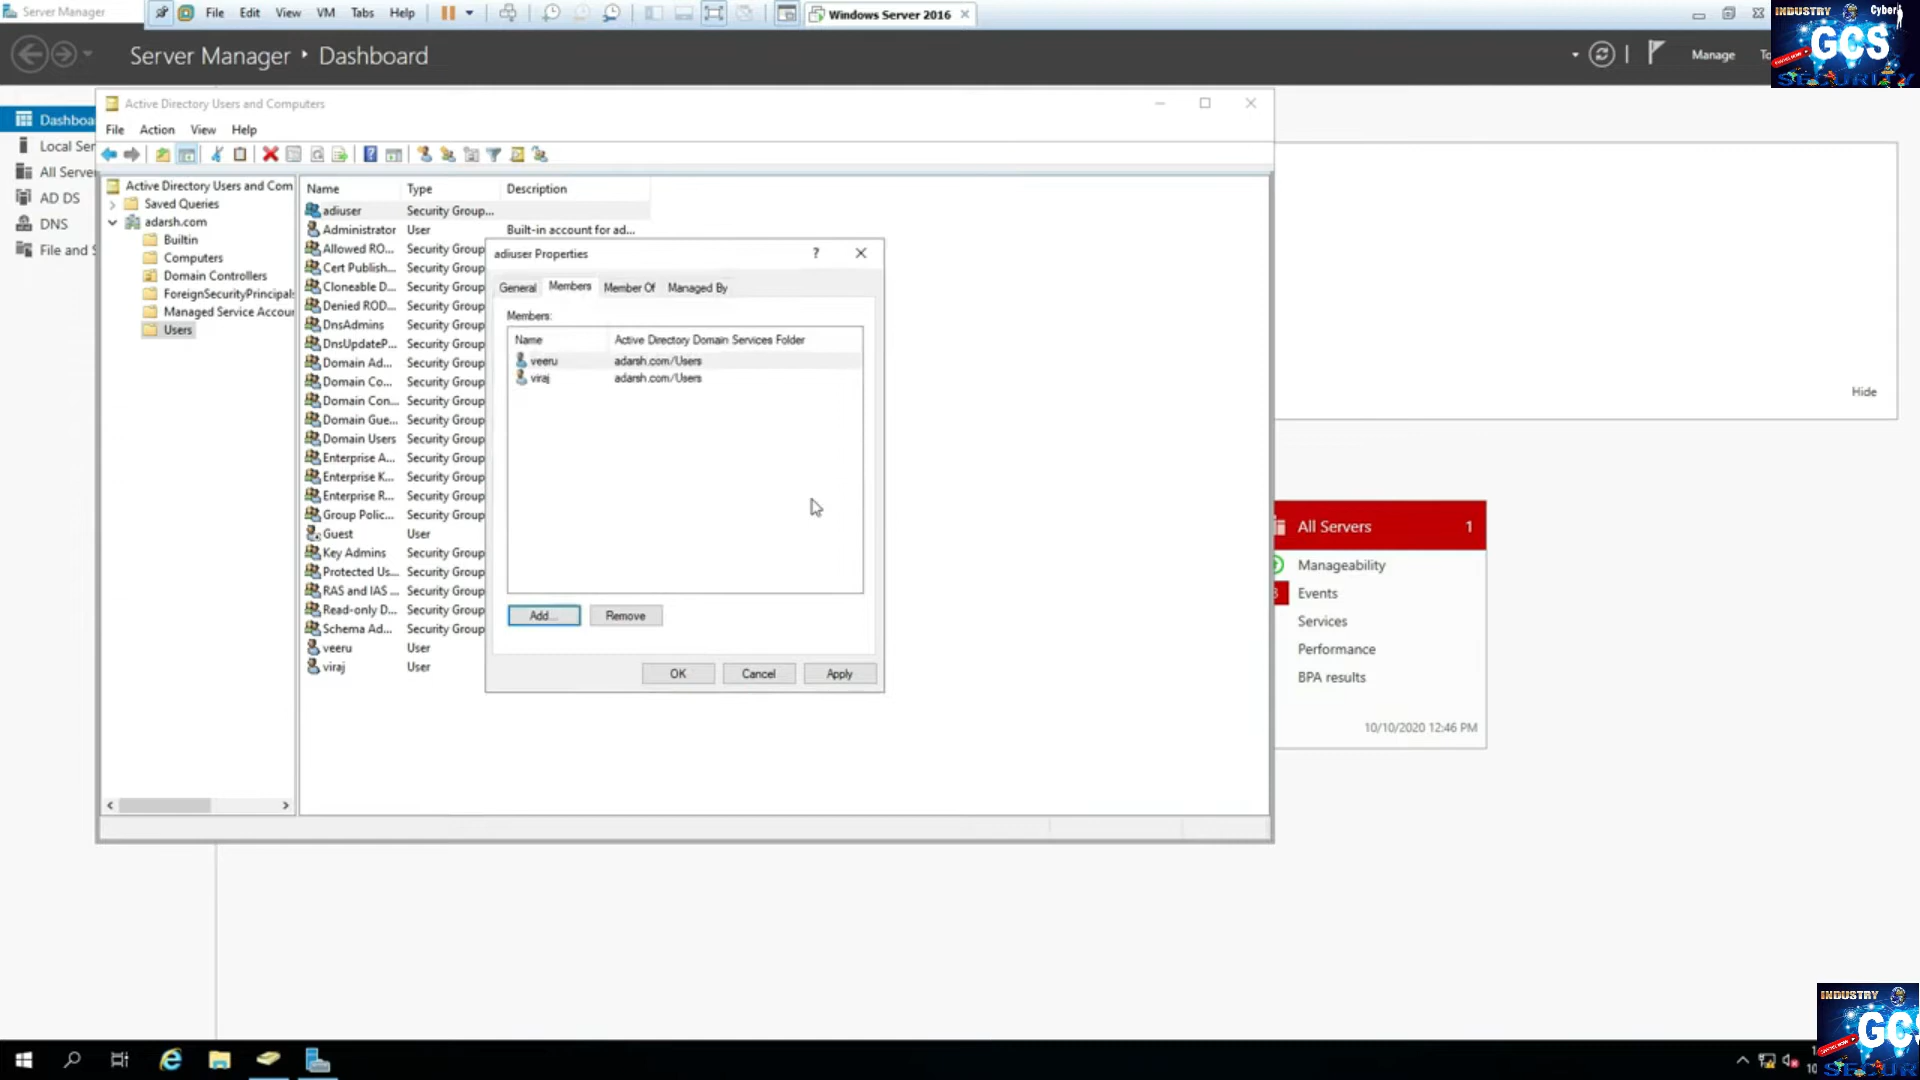 Server Manager
File Edit View VM Tabs Help
Windows Server 2016
Server Manager • Dashboard
Manage
INDUSTRY Cyber
GCS
SECURITY
Dashboa
Local Ser
All Serve
AD DS
DNS
File and S
Active Directory Users and Computers
File Action View Help
Active Directory Users and Com
Saved Queries
adarsh.com
Builtin
Computers
Domain Controllers
ForeignSecurityPrincipals
Managed Service Accour
Users
Name Type Description
adiuser Security Group...
Administrator User Built-in account for ad...
Allowed RO... Security Group
Cert Publish... Security Group
Cloneable D... Security Group
Denied ROD... Security Group
DnsAdmins Security Group
DnsUpdateP... Security Group
Domain Ad... Security Group
Domain Co... Security Group
Domain Con... Security Group
Domain Gue... Security Group
Domain Users Security Group
Enterprise A... Security Group
Enterprise K... Security Group
Enterprise R... Security Group
Group Polic... Security Group
Guest User
Key Admins Security Group
Protected Us... Security Group
RAS and IAS ... Security Group
Read-only D... Security Group
Schema Ad... Security Group
veeru User
viraj User
adiuser Properties
General Members Member Of Managed By
Members:
Name Active Directory Domain Services Folder
veeru adarsh.com/Users
viraj adarsh.com/Users
Add... Remove
OK Cancel Apply
Hide
All Servers 1
Manageability
Events
Services
Performance
BPA results
10/10/2020 12:46 PM
INDUSTRY
GCS
SECUR